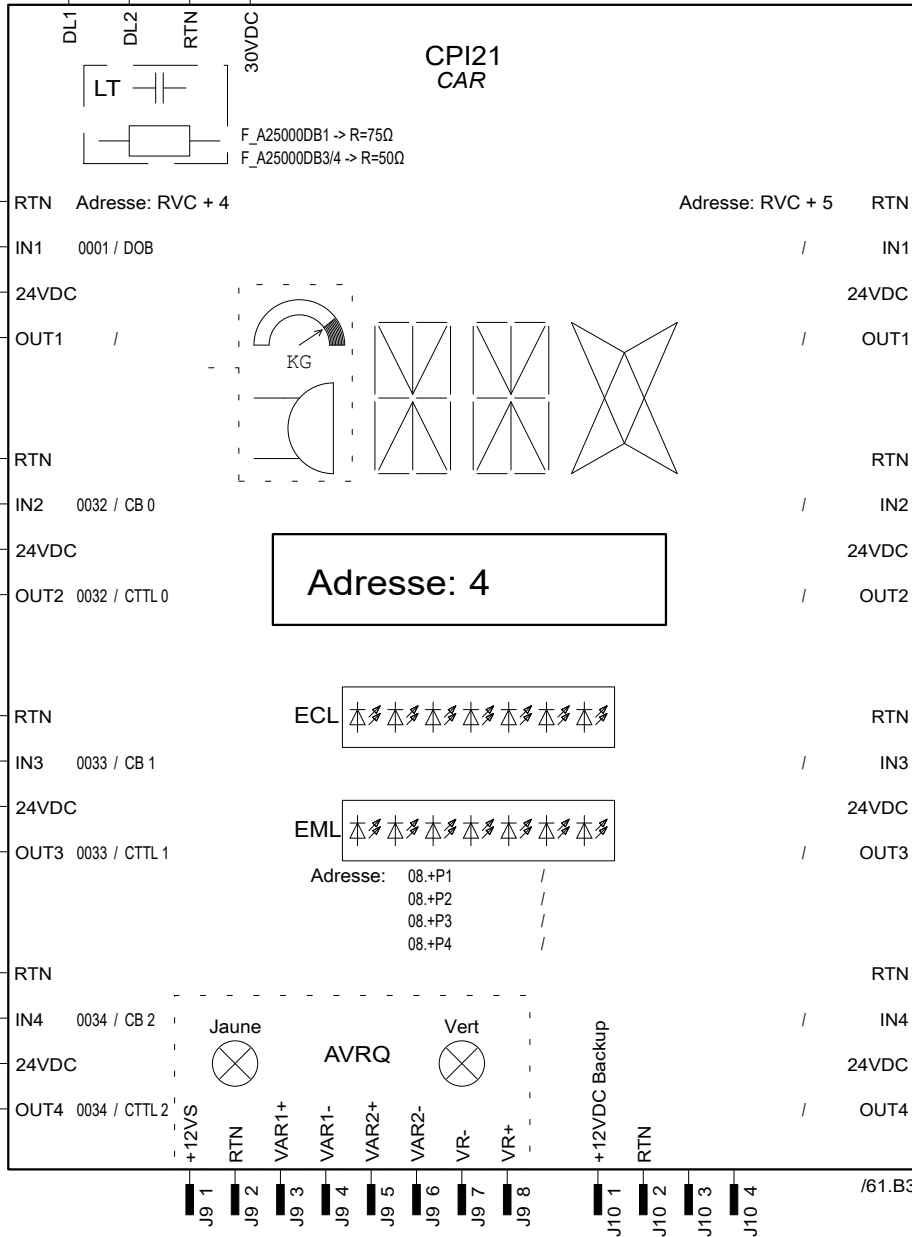 DL1
DL2
RTN
30VDC
CPI21
CAR
LT
F_A25000DB1 -> R=75Ω
F_A25000DB3/4 -> R=50Ω
RTN Adresse: RVC + 4 Adresse: RVC + 5 RTN
IN1 0001 / DOB / IN1
24VDC 24VDC
OUT1 / / OUT1
KG
RTN RTN
IN2 0032 / CB 0 / IN2
24VDC 24VDC
OUT2 0032 / CTTL 0 / OUT2
Adresse: 4
ECL
RTN RTN
IN3 0033 / CB 1 / IN3
24VDC 24VDC
EML
OUT3 0033 / CTTL 1 / OUT3
Adresse: 08.+P1 /
08.+P2 /
08.+P3 /
08.+P4 /
RTN RTN
IN4 0034 / CB 2 / IN4
Jaune AVRQ Vert
24VDC 24VDC
OUT4 0034 / CTTL 2 / OUT4
+12VS
RTN
VAR1+
VAR1-
VAR2+
VAR2-
VR-
VR+
+12VDC Backup
RTN
J9 1
J9 2
J9 3
J9 4
J9 5
J9 6
J9 7
J9 8
J10 1
J10 2
J10 3
J10 4